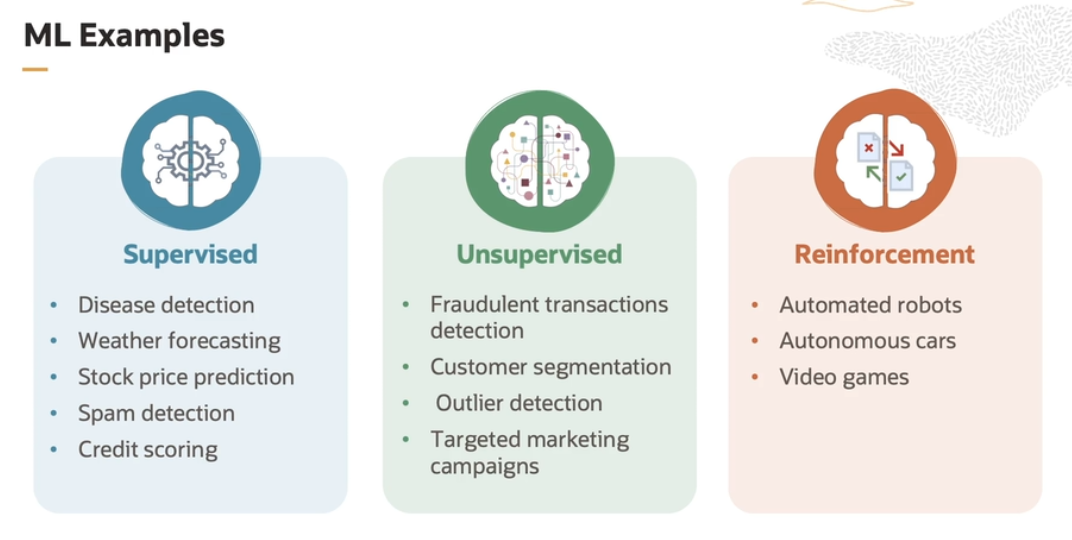 ML Examples
Supervised
• Disease detection
• Weather forecasting
• Stock price prediction
• Spam detection
• Credit scoring
Unsupervised
• Fraudulent transactions
detection
• Customer segmentation
• Outlier detection
• Targeted marketing
campaigns
Reinforcement
• Automated robots
• Autonomous cars
• Video games